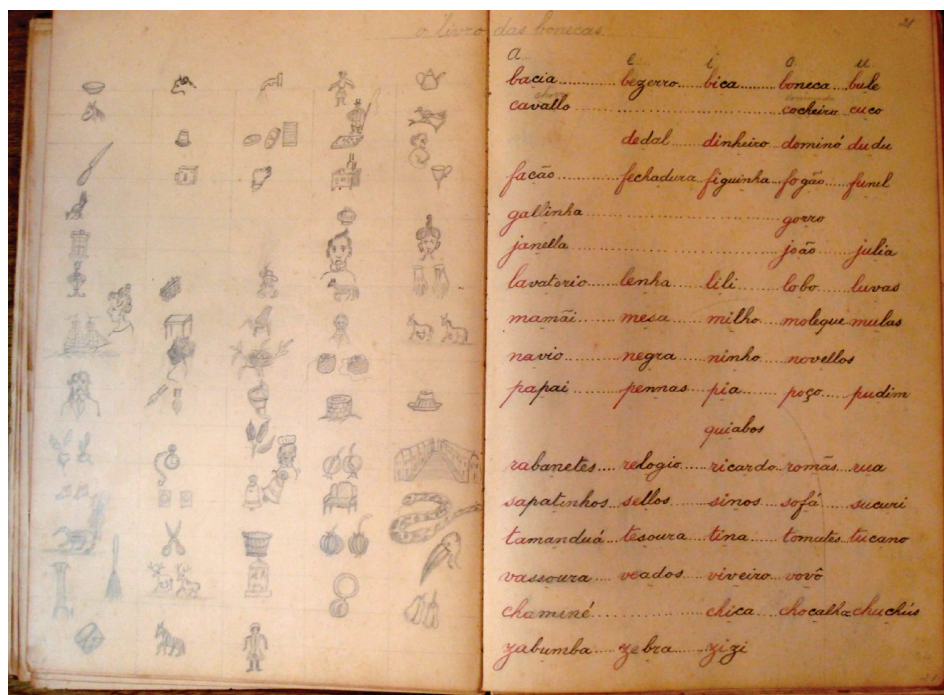 o livro das bonecas
21
a e i o u
bacia..........bezerro...bica........boneca...bule
cavallo.......................................cocheiro cuco
dedal......dinheiro...dominó dudu
facão..........fechadura figuinha..fogão...funil
gallinha......................................gorro
janella.......................................joão.....julia
lavatorio.....lenha.......lili.......lobo....luvas
mamãi.......mesa.......milho...moleque mulas
navio..........negra.......ninho...novellos
papai..........pennas....pia........poço....pudim
quiabos
rabanetes...relogio......ricardo..romãs..rua
sapatinhos..sellos.......sinos.....sofá.....sucuri
tamanduá..tesoura.....tina......tomates..tucano
vassoura....veados....viveiro..vovô
chaminé......................chica....chocalho chuchús
zabumba....zebra......zizi